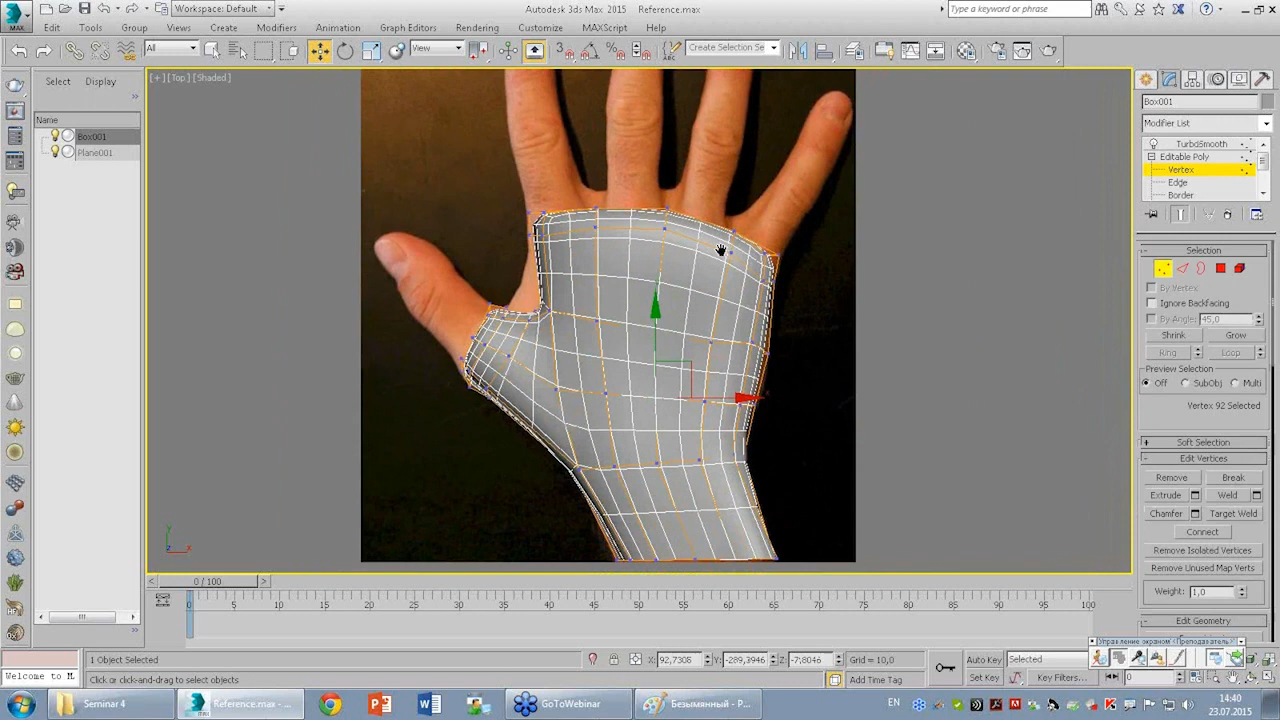 MAX
Workspace: Default
Autodesk 3ds Max 2015 Reference.max
Type a keyword or phrase
Edit Tools Group Views Create Modifiers Animation Graph Editors Rendering Customize MAXScript Help
All
View
3
Create Selection Se
Select Display
Name
Box001
Plane001
[+] [Top] [Shaded]
y
x
Box001
Modifier List
TurboSmooth
Editable Poly
Vertex
Edge
Border
Selection
By Vertex
Ignore Backfacing
By Angle: 45,0
Shrink Grow
Ring Loop
Preview Selection
Off SubObj Multi
Vertex 92 Selected
Soft Selection
Edit Vertices
Remove Break
Extrude Weld
Chamfer Target Weld
Connect
Remove Isolated Vertices
Remove Unused Map Verts
Weight: 1,0
Edit Geometry
Управление экраном
0 / 100
0 5 10 15 20 25 30 35 40 45 50 55 60 65 70 75 80 85 90 95 100
1 Object Selected
X: 92,7308 Y: -289,3946 Z: -7,8046 Grid = 10,0
Auto Key Selected
Welcome to M
Click or click-and-drag to select objects
Add Time Tag
Set Key Key Filters...
0
Seminar 4
Reference.max - ...
GoToWebinar
Безымянный - P...
EN
14:40
23.07.2015